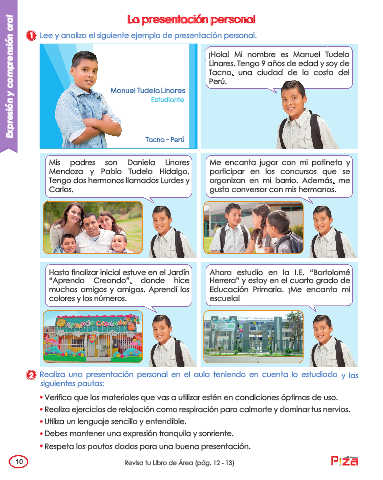 La presentación personal
Expresión y comprensión oral
1 Lee y analiza el siguiente ejemplo de presentación personal.
Manuel Tudela Linares
Estudiante
Tacna - Perú
¡Hola! Mi nombre es Manuel Tudela
Linares. Tengo 9 años de edad y soy de
Tacna, una ciudad de la costa del
Perú.
Mis padres son Daniela Linares
Mendoza y Pablo Tudela Hidalgo.
Tengo dos hermanos llamados Lurdes y
Carlos.
Me encanta jugar con mi patineta y
participar en los concursos que se
organizan en mi barrio. Además, me
gusta conversar con mis hermanos.
Hasta finalizar inicial estuve en el Jardín
"Aprendo Creando", donde hice
muchos amigos y amigas. Aprendí los
colores y los números.
Ahora estudio en la I.E. "Bartolomé
Herrera" y estoy en el cuarto grado de
Educación Primaria. ¡Me encanta mi
escuela!
2 Realiza una presentación personal en el aula teniendo en cuenta lo estudiado y las
siguientes pautas:
• Verifica que los materiales que vas a utilizar estén en condiciones óptimas de uso.
• Realiza ejercicios de relajación como respiración para calmarte y dominar tus nervios.
• Utiliza un lenguaje sencillo y entendible.
• Debes mantener una expresión tranquila y sonriente.
• Respeta las pautas dadas para una buena presentación.
10
Revisa tu Libro de Área (pág. 12 - 13)